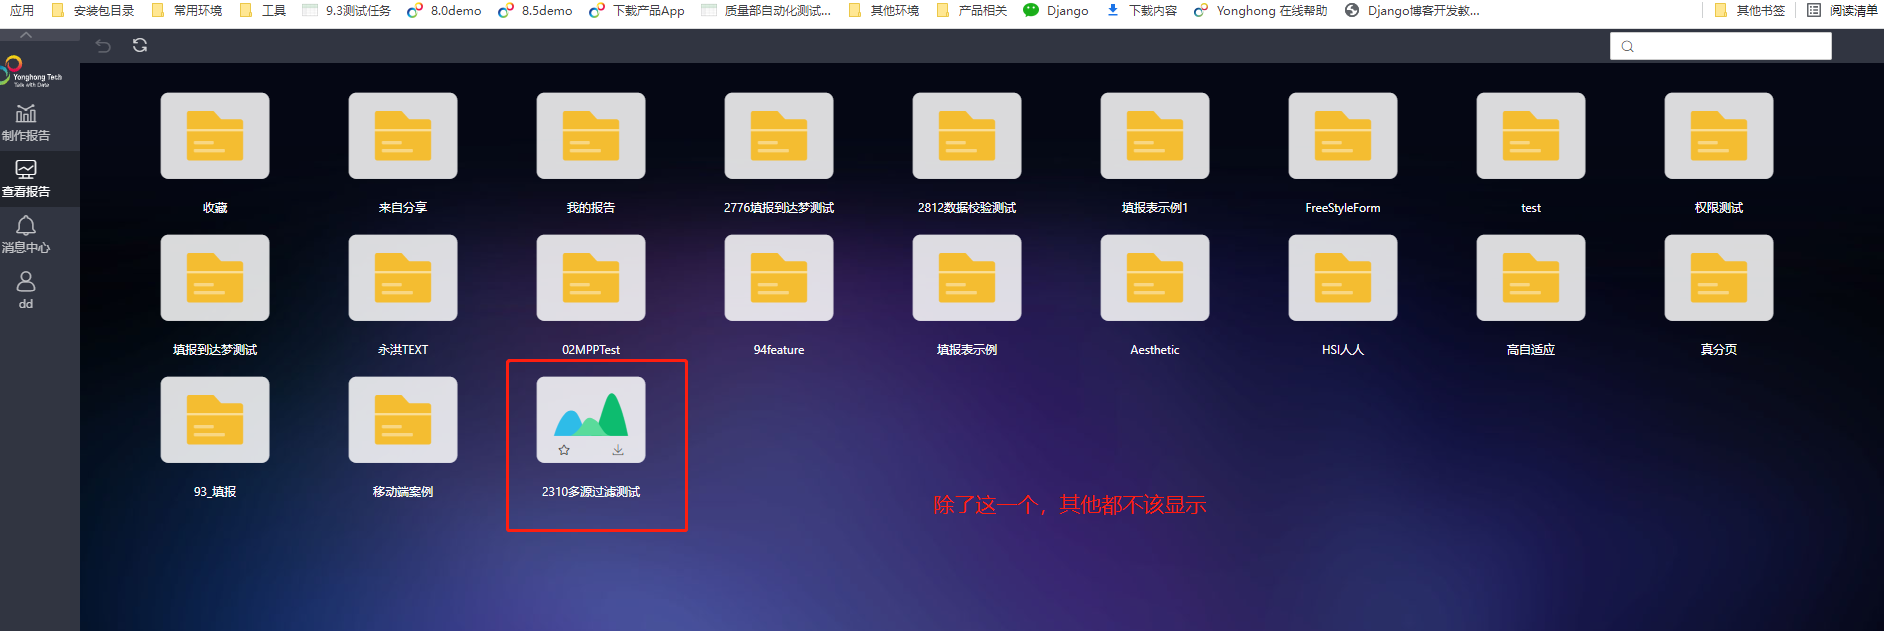 应用 安装包目录 常用环境 工具 9.3测试任务 8.0demo 8.5demo 下载产品App 质量部自动化测试... 其他环境 产品相关 Django 下载内容 Yonghong 在线帮助 Django博客开发教... 其他书签 阅读清单
Yonghong Tech
Talk with Data
制作报告
查看报告
消息中心
dd
收藏 来自分享 我的报告 2776填报到达梦测试 2812数据校验测试 填报表示例1 FreeStyleForm test 权限测试
填报到达梦测试 永洪TEXT 02MPPTest 94feature 填报表示例 Aesthetic HSI人人 高自适应 真分页
93_填报 移动端案例 2310多源过滤测试
除了这一个，其他都不该显示